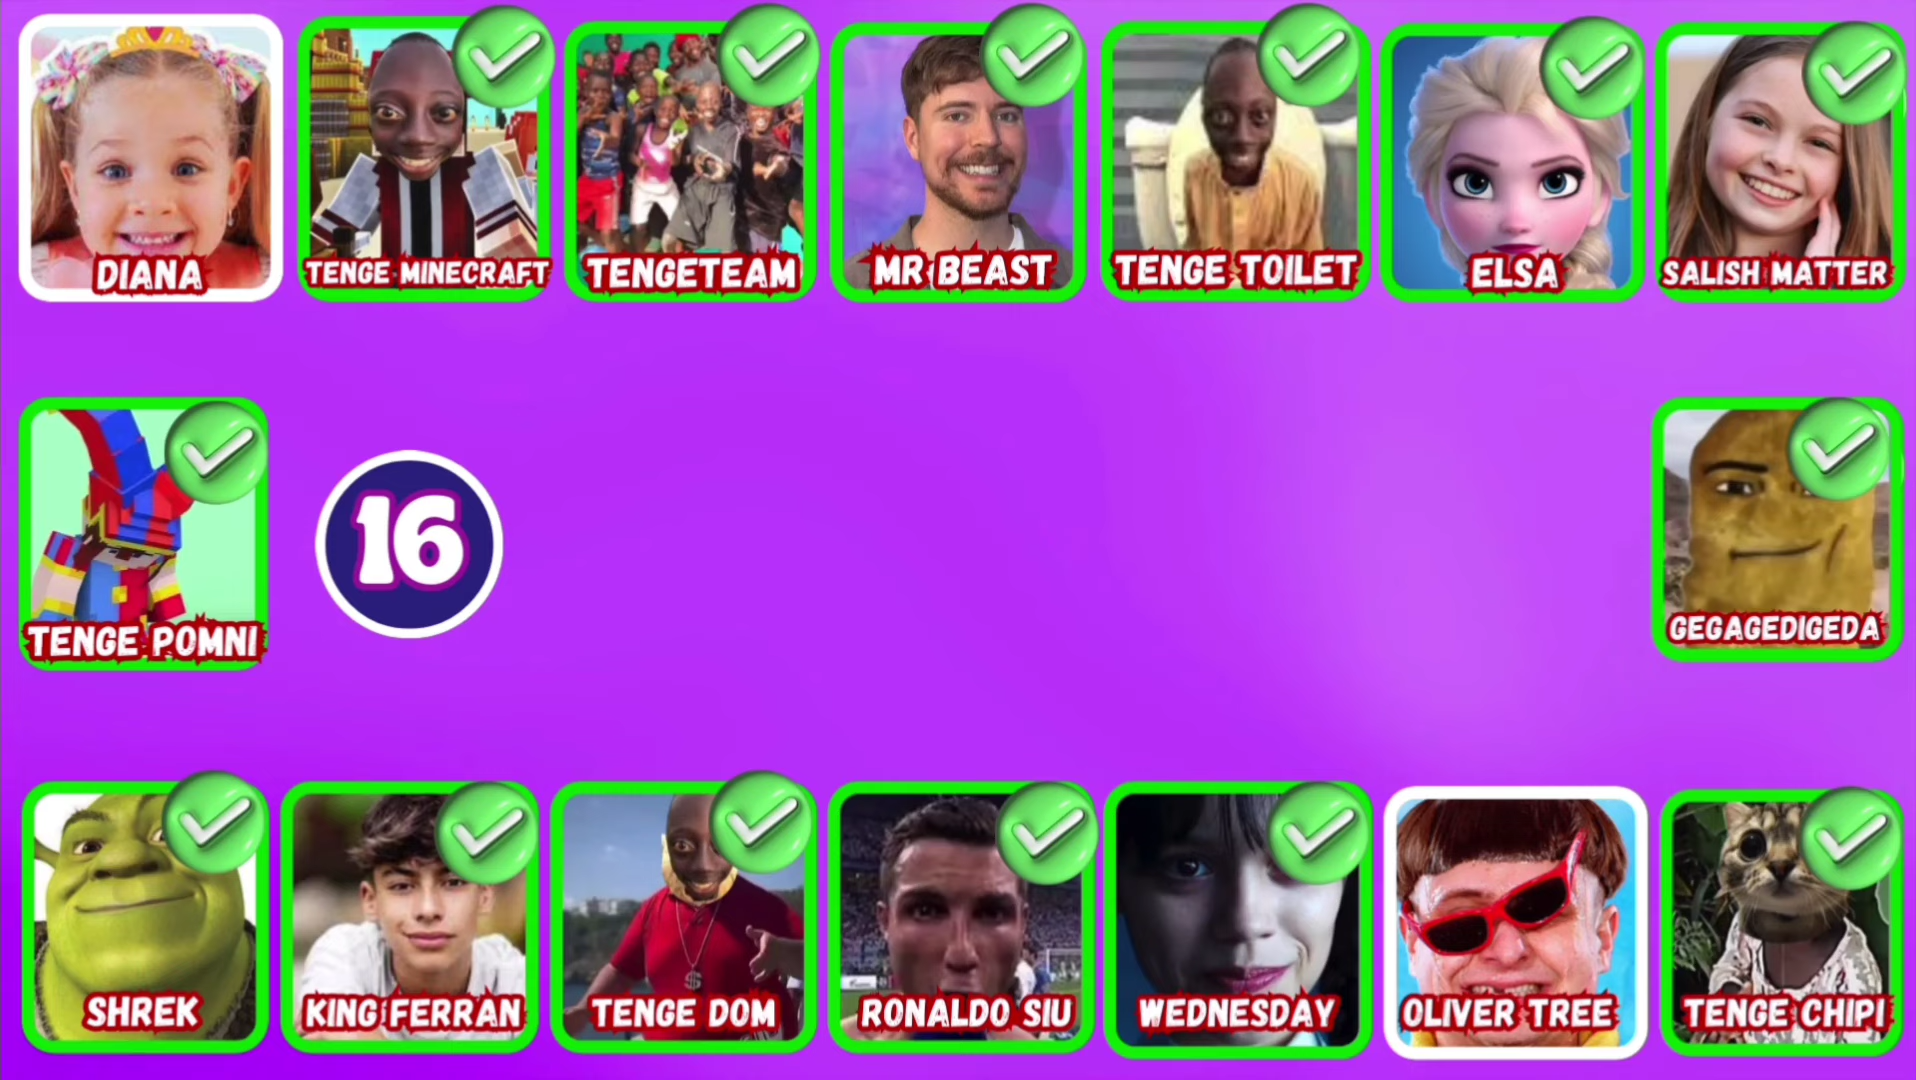 DIANA
TENGE MINECRAFT
TENGETEAM
MR BEAST
TENGE TOILET
ELSA
SALISH MATTER
TENGE POMNI
16
GEGAGEDIGEDA
SHREK
KING FERRAN
TENGE DOM
RONALDO SIU
WEDNESDAY
OLIVER TREE
TENGE CHIPI